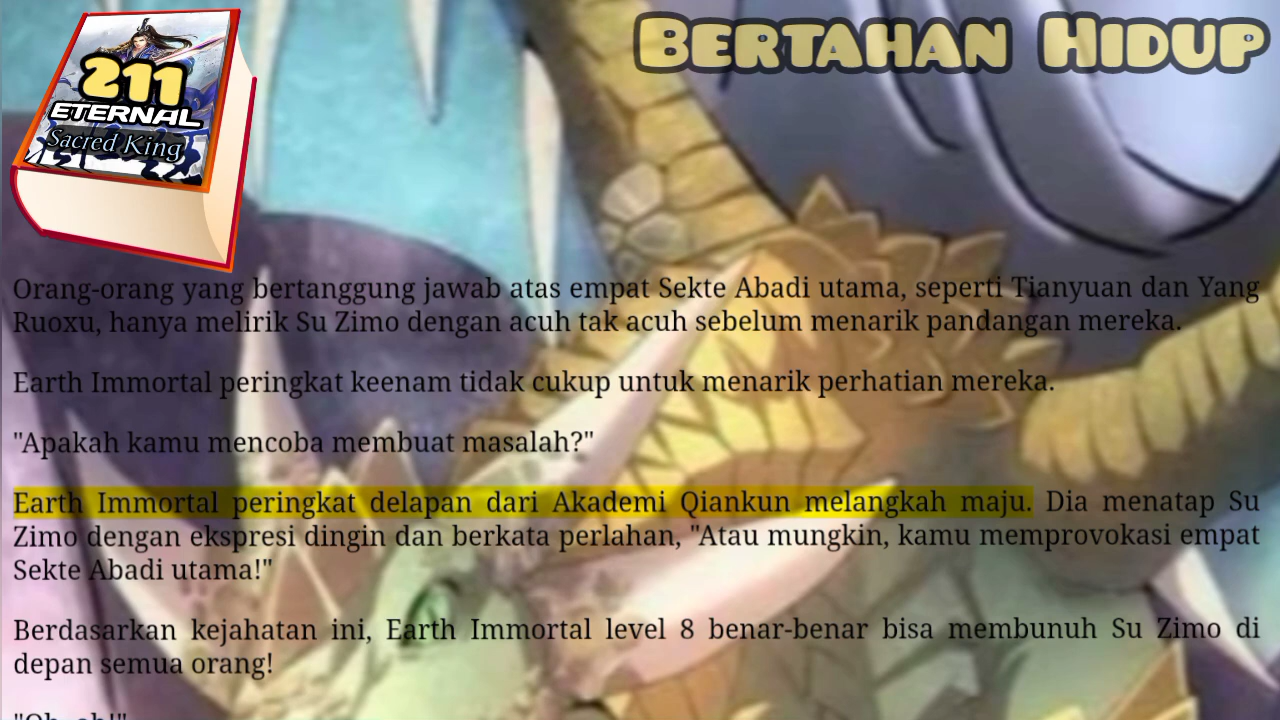 BERTAHAN HIDUP
211
ETERNAL
Sacred King
Orang-orang yang bertanggung jawab atas empat Sekte Abadi utama, seperti Tianyuan dan Yang
Ruoxu, hanya melirik Su Zimo dengan acuh tak acuh sebelum menarik pandangan mereka.
Earth Immortal peringkat keenam tidak cukup untuk menarik perhatian mereka.
"Apakah kamu mencoba membuat masalah?"
Earth Immortal peringkat delapan dari Akademi Qiankun melangkah maju. Dia menatap Su
Zimo dengan ekspresi dingin dan berkata perlahan, "Atau mungkin, kamu memprovokasi empat
Sekte Abadi utama!"
Berdasarkan kejahatan ini, Earth Immortal level 8 benar-benar bisa membunuh Su Zimo di
depan semua orang!